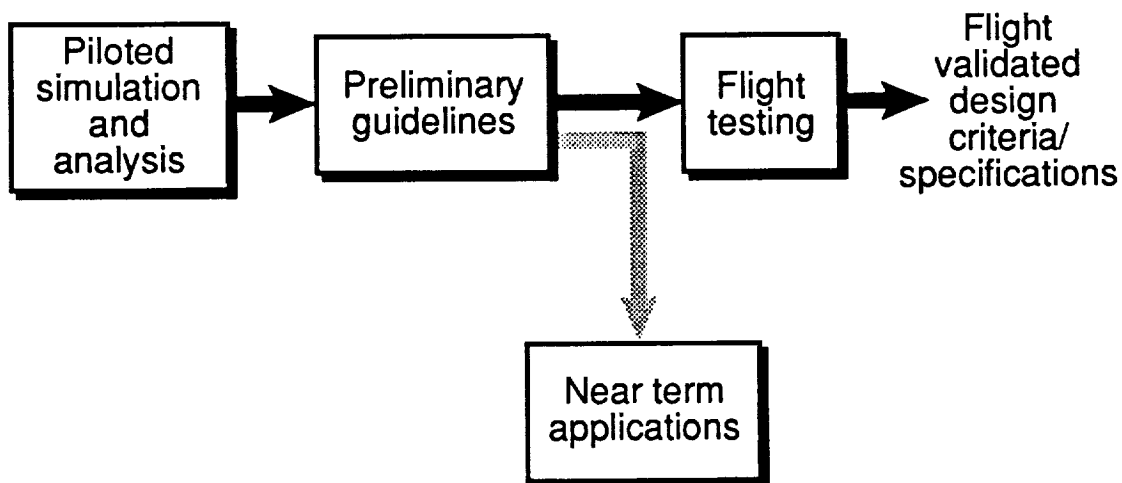 Piloted
simulation
and
analysis
Preliminary
guidelines
Flight
testing
Flight
validated
design
criteria/
specifications
Near term
applications